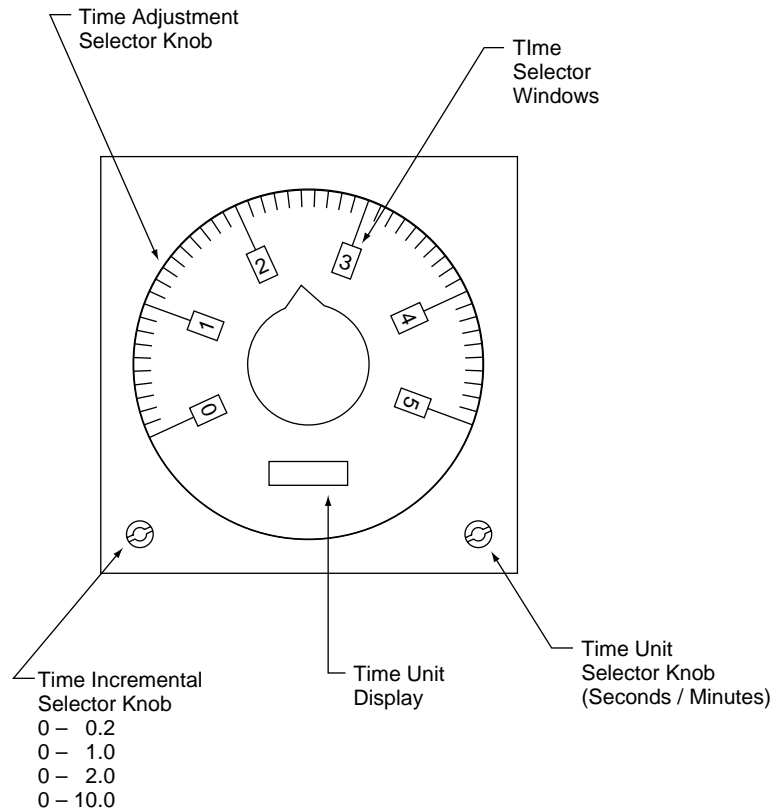 Time Adjustment
Selector Knob
TIme
Selector
Windows
0
1
2
3
4
5
Time Incremental
Selector Knob
0 – 0.2
0 – 1.0
0 – 2.0
0 – 10.0
Time Unit
Display
Time Unit
Selector Knob
(Seconds / Minutes)